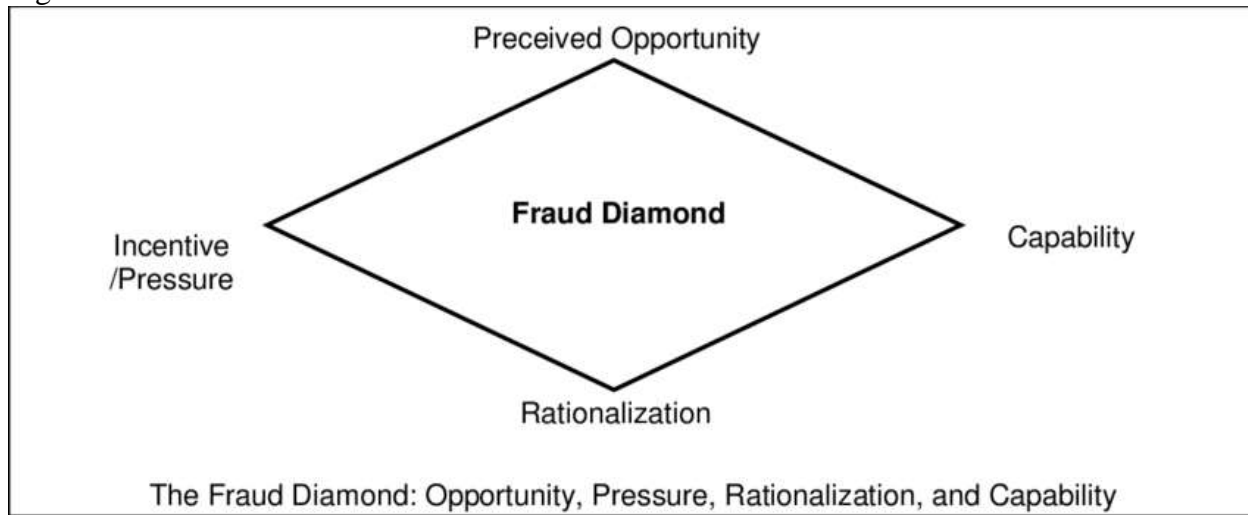 Preceived Opportunity
Fraud Diamond
Incentive
/Pressure
Capability
Rationalization
The Fraud Diamond: Opportunity, Pressure, Rationalization, and Capability